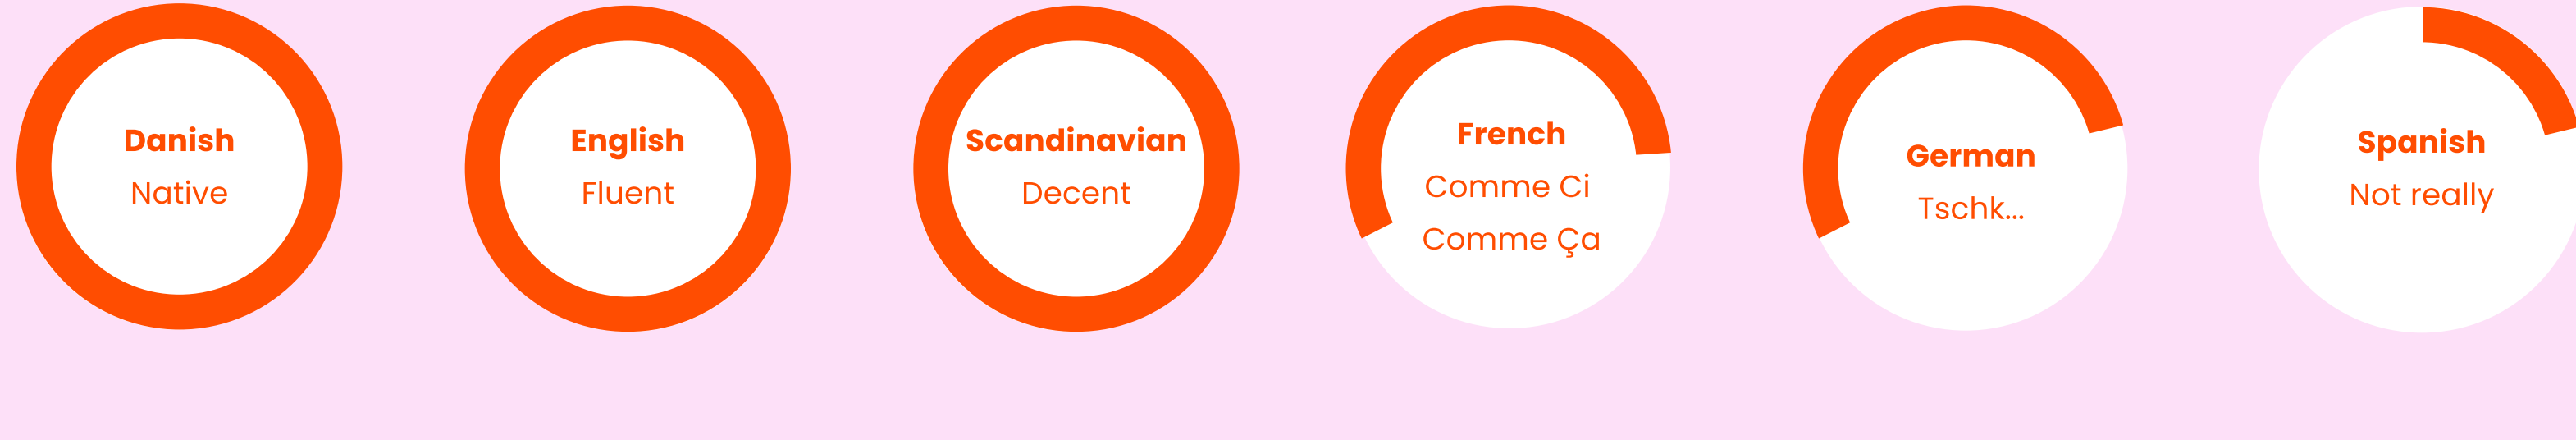 Danish
Native
English
Fluent
Scandinavian
Decent
French
Comme Ci
Comme Ça
German
Tschk...
Spanish
Not really